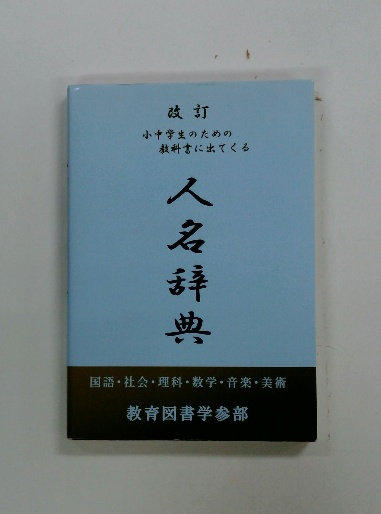 改訂
小中学生のための
教科書に出てくる
人名辞典
国語・社会・理科・数学・音楽・美術
教育図書学参部